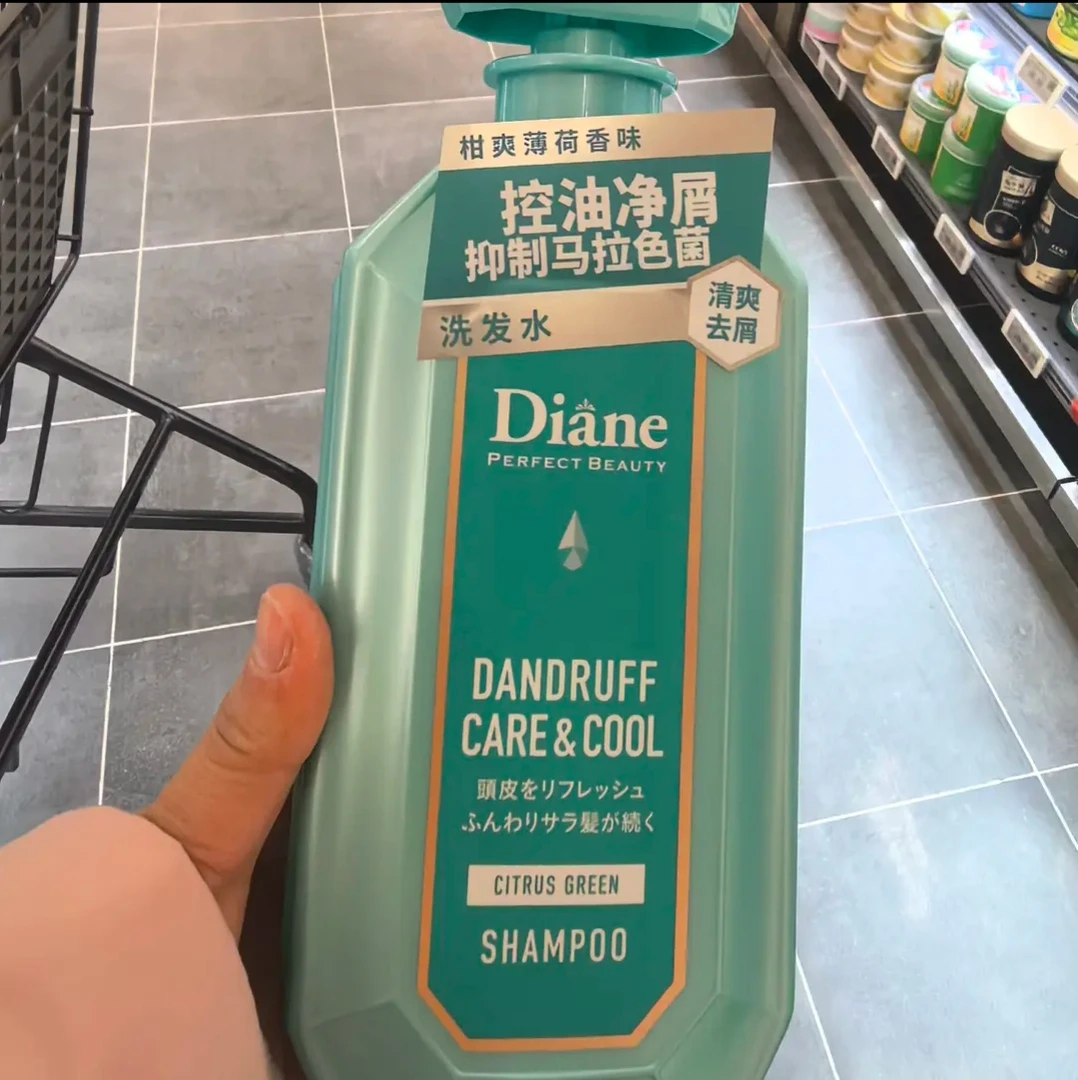 柑爽薄荷香味
控油净屑
抑制马拉色菌
洗发水
清爽
去屑
Diane
PERFECT BEAUTY
DANDRUFF
CARE & COOL
頭皮をリフレッシュ
ふんわりサラ髪が続く
CITRUS GREEN
SHAMPOO